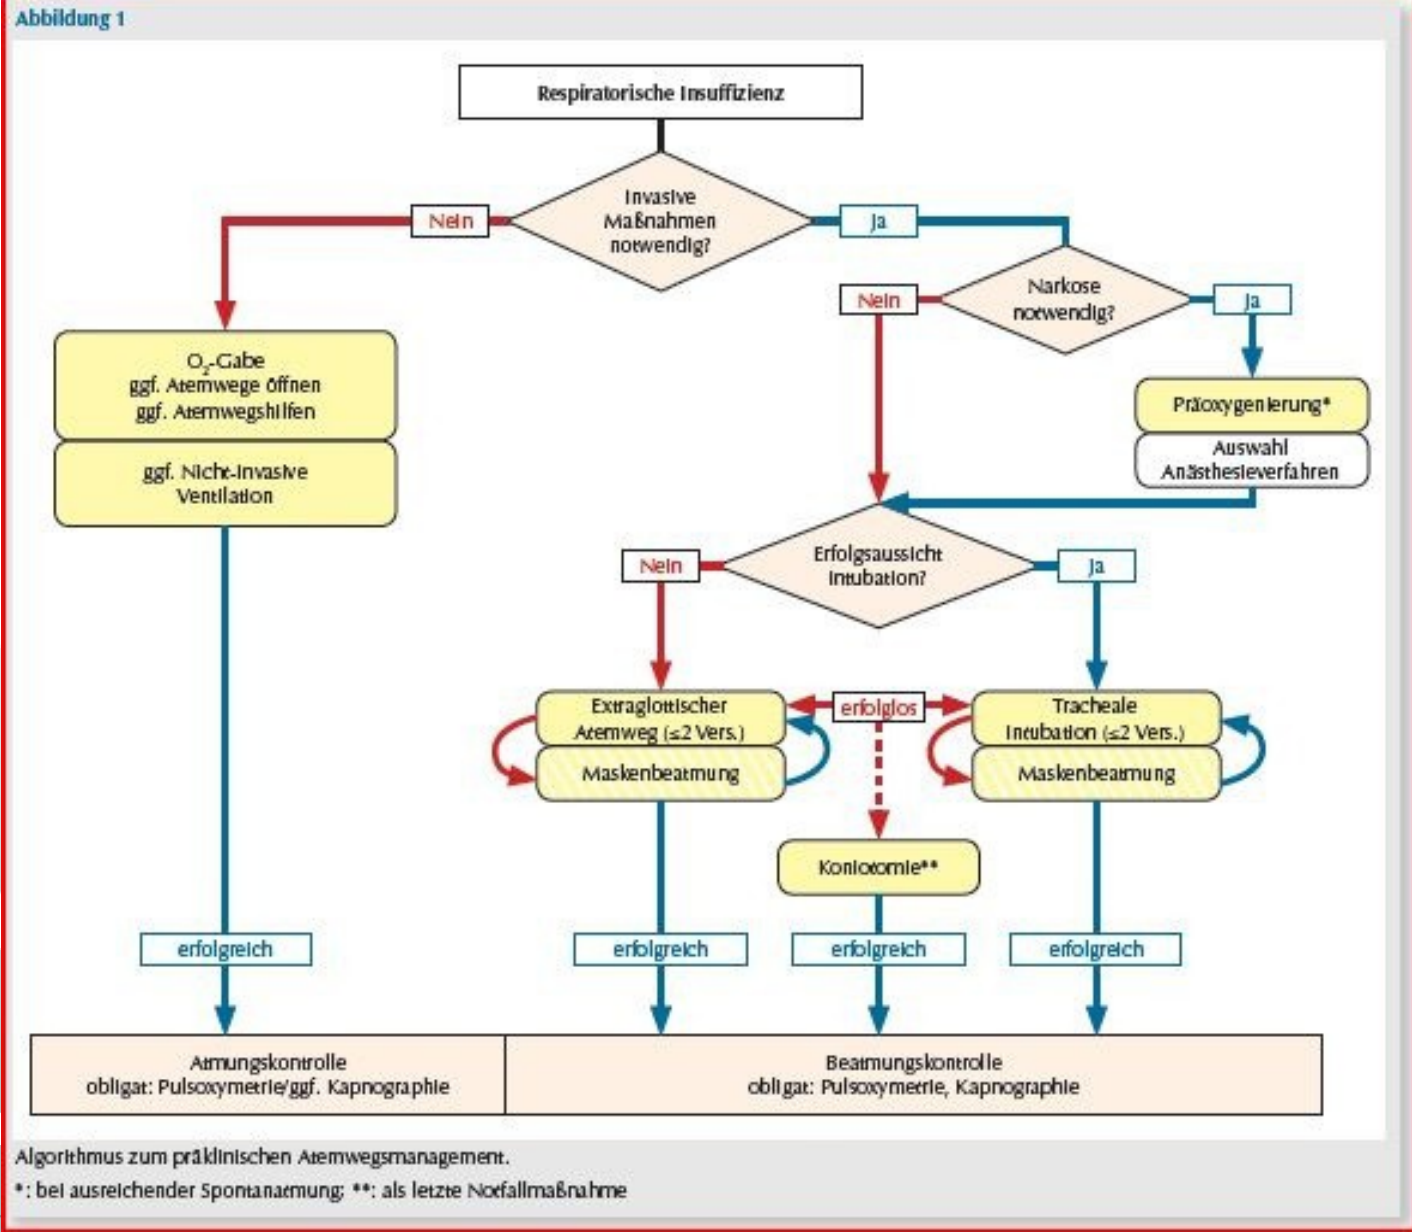 Abbildung 1
Respiratorische Insuffizienz
Invasive
Maßnahmen
notwendig?
Nein
Ja
Narkose
notwendig?
Nein
Ja
O₂-Gabe
ggf. Atemwege öffnen
ggf. Atemwegshilfen
ggf. Nicht-invasive
Ventilation
Präoxygenierung*
Auswahl
Anästhesieverfahren
Erfolgsaussicht
Intubation?
Nein
Ja
Extraglottischer
Atemweg (≤2 Vers.)
Maskenbeatmung
erfolglos
Tracheale
Intubation (≤2 Vers.)
Maskenbeatmung
Koniotomie**
erfolgreich
erfolgreich
erfolgreich
erfolgreich
Atmungskontrolle
obligat: Pulsoxymetrie/ggf. Kapnographie
Beatmungskontrolle
obligat: Pulsoxymetrie, Kapnographie
Algorithmus zum präklinischen Atemwegsmanagement.
*: bei ausreichender Spontanatmung; **: als letzte Notfallmaßnahme